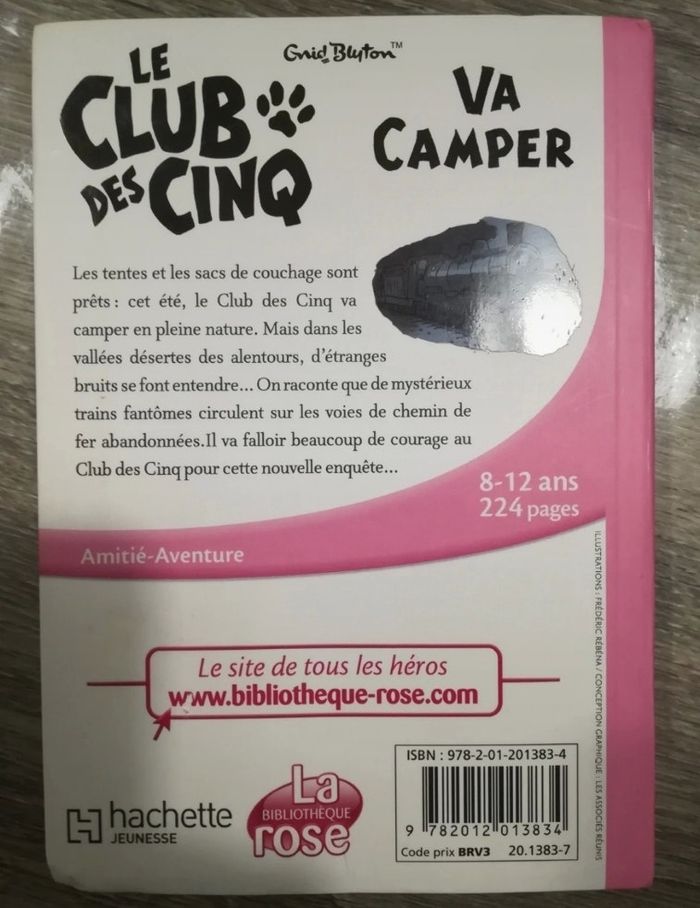 Enid Blyton™
LE
CLUB
DES CINQ
VA
CAMPER
Les tentes et les sacs de couchage sont
prêts : cet été, le Club des Cinq va
camper en pleine nature. Mais dans les
vallées désertes des alentours, d'étranges
bruits se font entendre... On raconte que de mystérieux
trains fantômes circulent sur les voies de chemin de
fer abandonnées.Il va falloir beaucoup de courage au
Club des Cinq pour cette nouvelle enquête...
8-12 ans
224 pages
Amitié-Aventure
ILLUSTRATIONS : FRÉDÉRIC RÉBÉNA / CONCEPTION GRAPHIQUE : LES ASSOCIÉS RÉUNIS
Le site de tous les héros
www.bibliotheque-rose.com
hachette
JEUNESSE
La
BIBLIOTHÈQUE
rose
ISBN : 978-2-01-201383-4
9 782012 013834
Code prix BRV3 20.1383-7